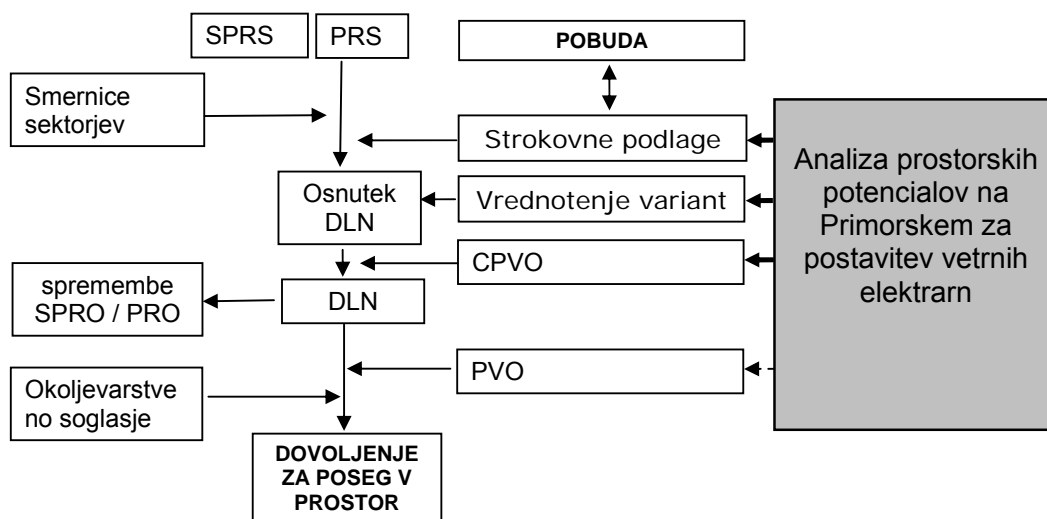 SPRS
PRS
POBUDA
Smernice
sektorjev
Strokovne podlage
Analiza prostorskih
potencialov na
Primorskem za
postavitev vetrnih
elektrarn
Osnutek
DLN
Vrednotenje variant
CPVO
spremembe
SPRO / PRO
DLN
PVO
Okoljevarstve
no soglasje
DOVOLJENJE
ZA POSEG V
PROSTOR